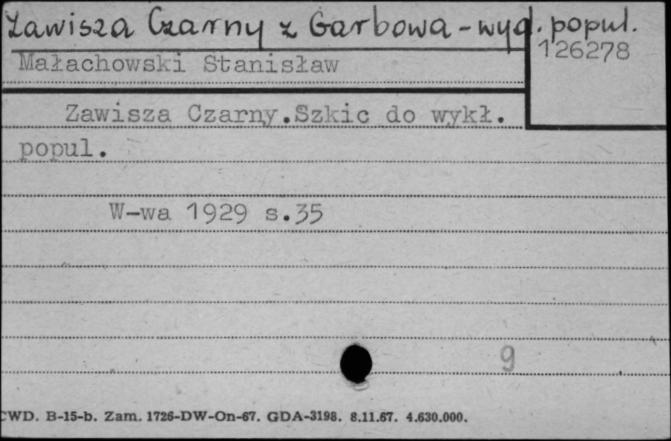 Zawisza Czarny z Garbowa - wyd. popul.
126278
Małachowski Stanisław
Zawisza Czarny.Szkic do wykł.
popul.
W-wa 1929 s.35
9
CWD. B-15-b. Zam. 1726-DW-On-67. GDA-3198. 8.11.67. 4.630.000.